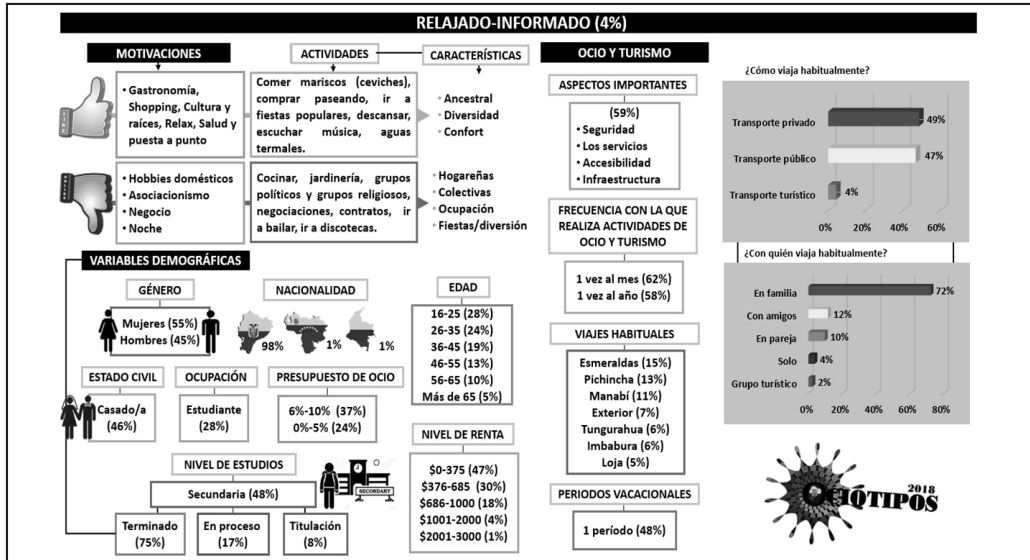 RELAJADO-INFORMADO (4%)
MOTIVACIONES
ACTIVIDADES
CARACTERÍSTICAS
• Gastronomía,
Shopping, Cultura y
raíces, Relax, Salud y
puesta a punto
Comer mariscos (ceviches),
comprar paseando, ir a
fiestas populares, descansar,
escuchar música, aguas
termales.
• Ancestral
• Diversidad
• Confort
• Hobbies domésticos
• Asociacionismo
• Negocio
• Noche
Cocinar, jardinería, grupos
políticos y grupos religiosos,
negociaciones, contratos, ir
a bailar, ir a discotecas.
• Hogareñas
• Colectivas
• Ocupación
• Fiestas/diversión
VARIABLES DEMOGRÁFICAS
GÉNERO
Mujeres (55%)
Hombres (45%)
NACIONALIDAD
98%
1%
1%
EDAD
16-25 (28%)
26-35 (24%)
36-45 (19%)
46-55 (13%)
56-65 (10%)
Más de 65 (5%)
ESTADO CIVIL
Casado/a
(46%)
OCUPACIÓN
Estudiante
(28%)
PRESUPUESTO DE OCIO
6%-10% (37%)
0%-5% (24%)
NIVEL DE ESTUDIOS
Secundaria (48%)
SECONDARY
Terminado
(75%)
En proceso
(17%)
Titulación
(8%)
NIVEL DE RENTA
$0-375 (47%)
$376-685 (30%)
$686-1000 (18%)
$1001-2000 (4%)
$2001-3000 (1%)
OCIO Y TURISMO
ASPECTOS IMPORTANTES
(59%)
• Seguridad
• Los servicios
• Accesibilidad
• Infraestructura
FRECUENCIA CON LA QUE
REALIZA ACTIVIDADES DE
OCIO Y TURISMO
1 vez al mes (62%)
1 vez al año (58%)
VIAJES HABITUALES
Esmeraldas (15%)
Pichincha (13%)
Manabí (11%)
Exterior (7%)
Tungurahua (6%)
Imbabura (6%)
Loja (5%)
PERIODOS VACACIONALES
1 período (48%)
¿Cómo viaja habitualmente?
Transporte privado 49%
Transporte público 47%
Transporte turístico 4%
0% 20% 40% 60%
¿Con quién viaja habitualmente?
En familia 72%
Con amigos 12%
En pareja 10%
Solo 4%
Grupo turístico 2%
0% 20% 40% 60% 80%
2018
IQTIPOS